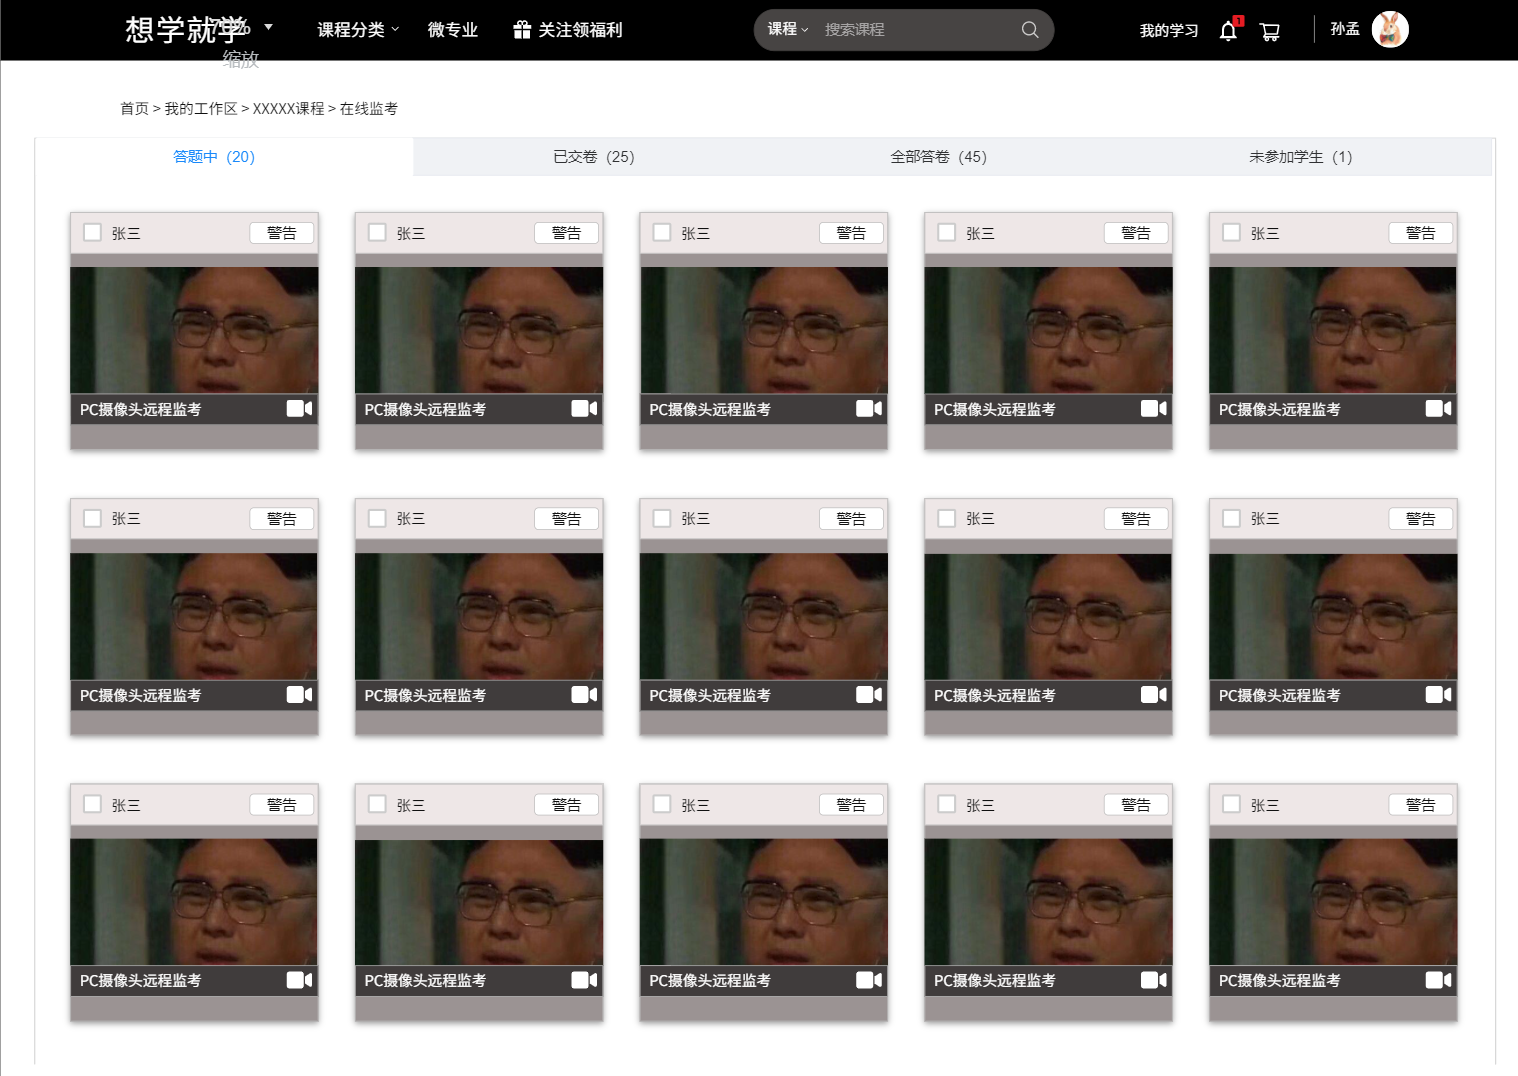 想学就学 %
缩放
课程分类 微专业 关注领福利 课程 搜索课程 我的学习 1 孙孟
首页 > 我的工作区 > XXXXX课程 > 在线监考
答题中（20） 已交卷（25） 全部答卷（45） 未参加学生（1）
张三 警告 张三 警告 张三 警告 张三 警告 张三 警告
PC摄像头远程监考 PC摄像头远程监考 PC摄像头远程监考 PC摄像头远程监考 PC摄像头远程监考
张三 警告 张三 警告 张三 警告 张三 警告 张三 警告
PC摄像头远程监考 PC摄像头远程监考 PC摄像头远程监考 PC摄像头远程监考 PC摄像头远程监考
张三 警告 张三 警告 张三 警告 张三 警告 张三 警告
PC摄像头远程监考 PC摄像头远程监考 PC摄像头远程监考 PC摄像头远程监考 PC摄像头远程监考